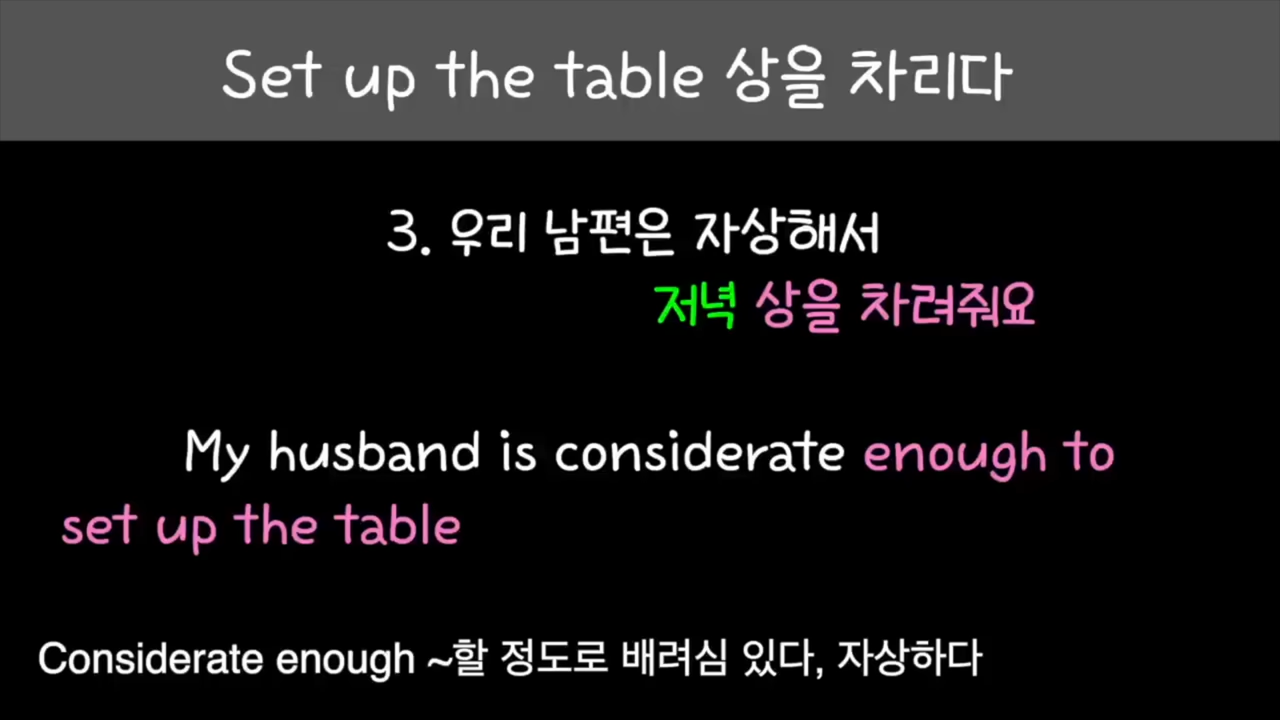 Set up the table 상을 차리다
3. 우리 남편은 자상해서
저녁 상을 차려줘요
My husband is considerate enough to
set up the table
Considerate enough ~할 정도로 배려심 있다, 자상하다